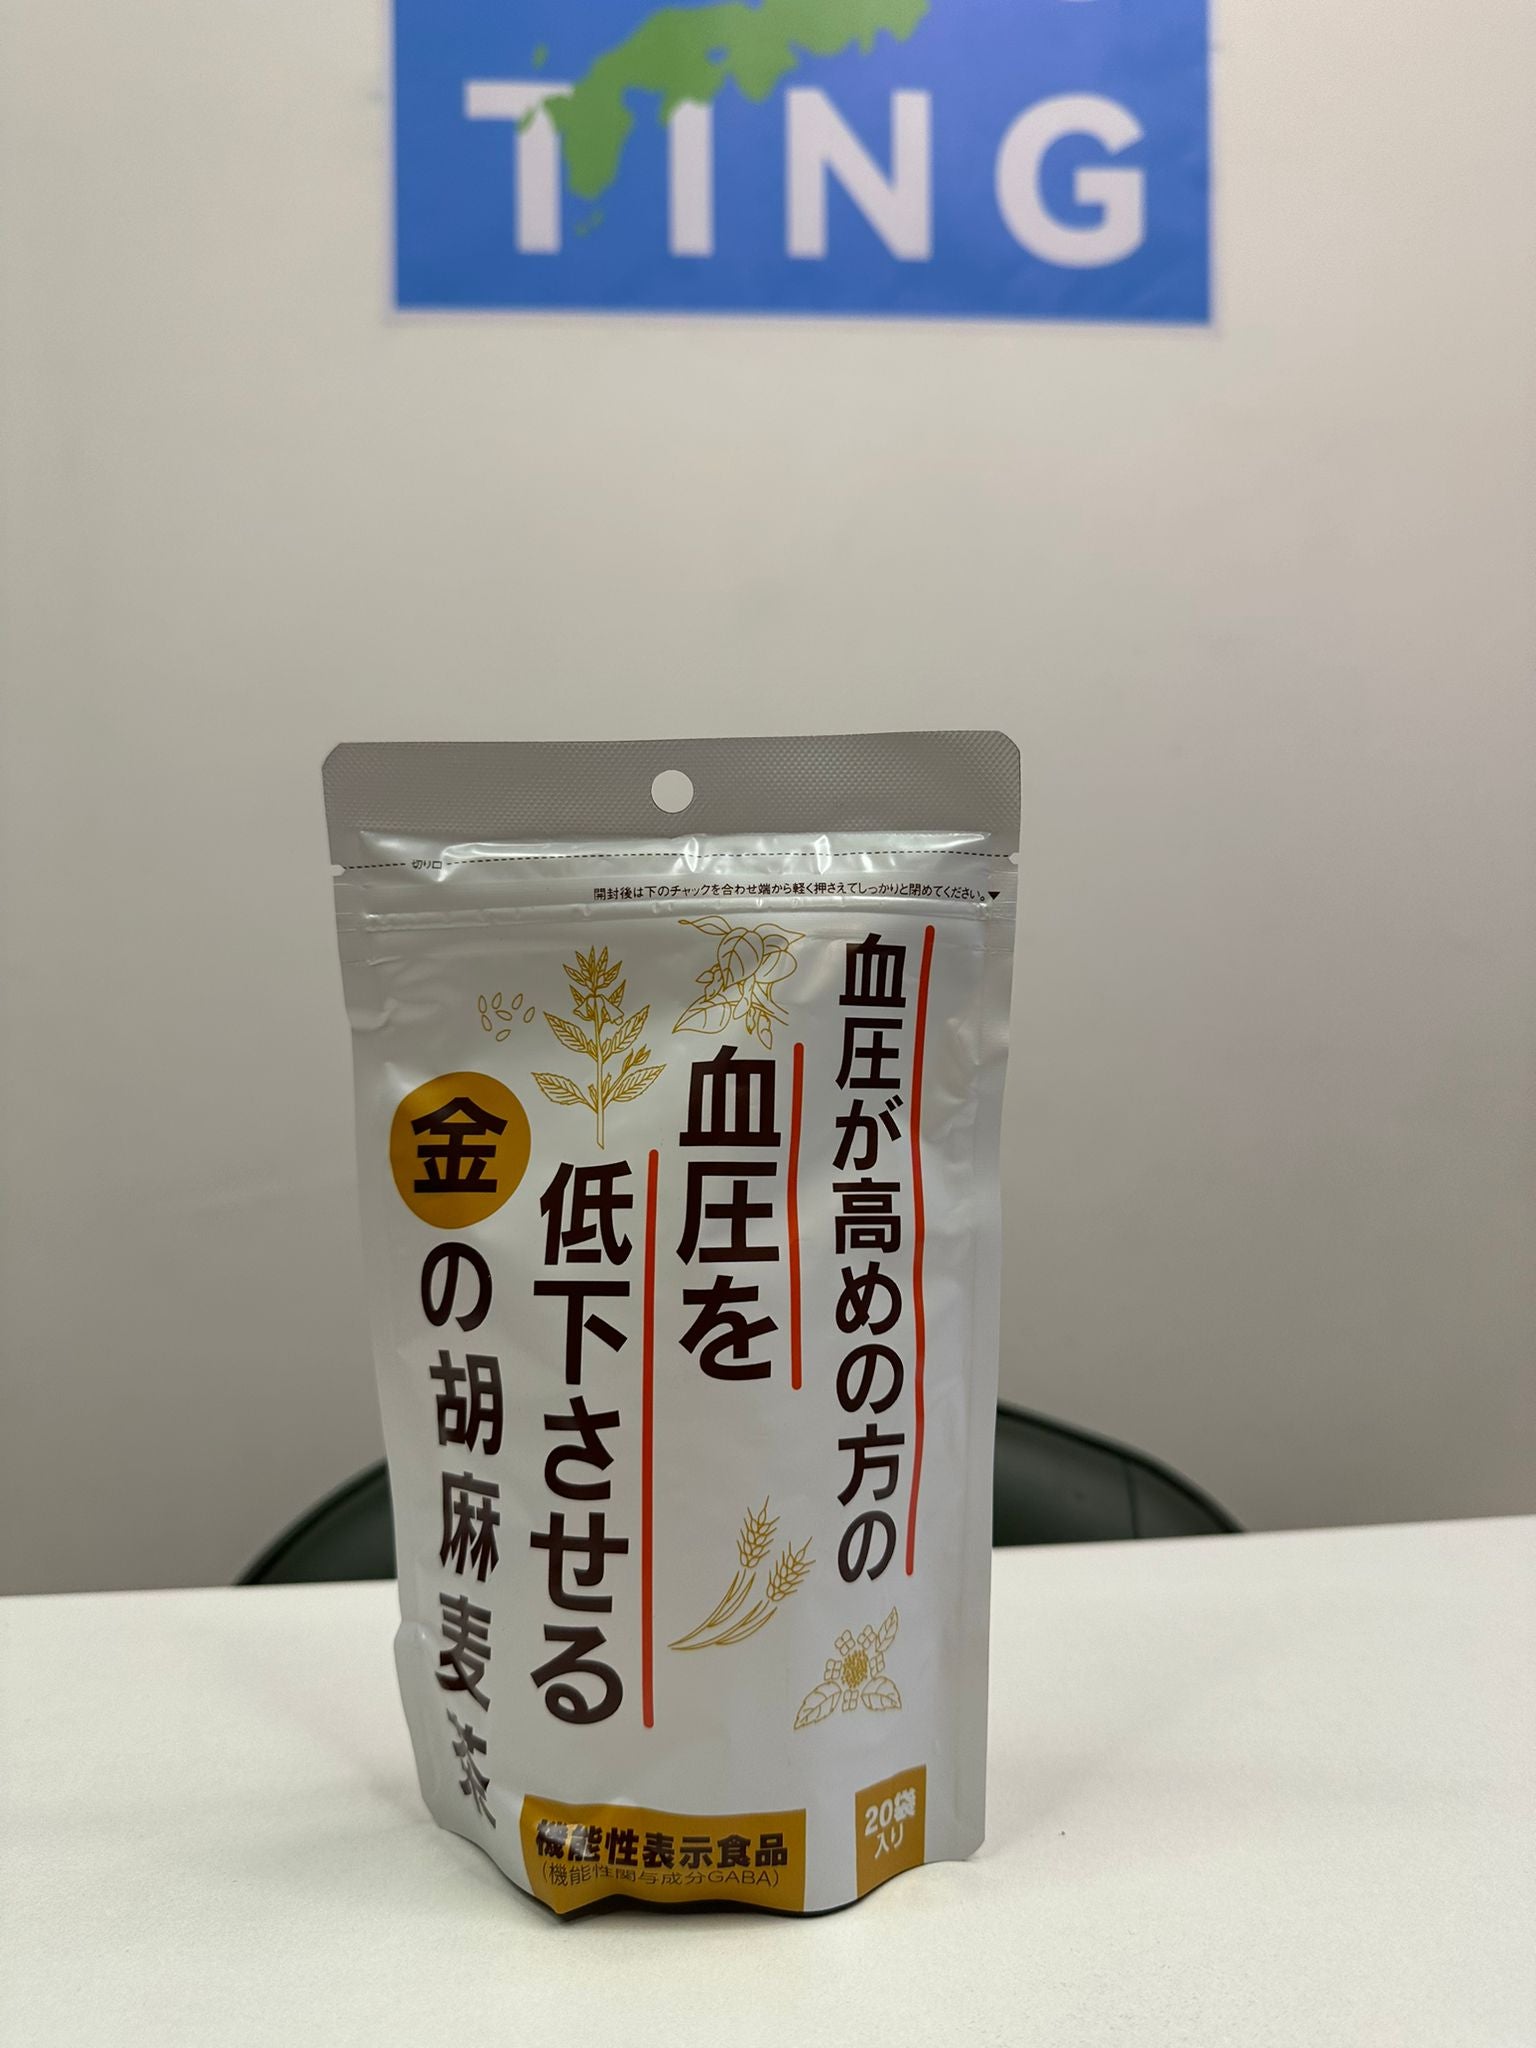 TING
切り口
開封後は下のチャックを合わせ端から軽く押さえてしっかりと閉めてください。▼
血圧が高めの方の
血圧を
低下させる
金の胡麻麦茶
機能性表示食品
(機能性関与成分GABA)
20袋
入り